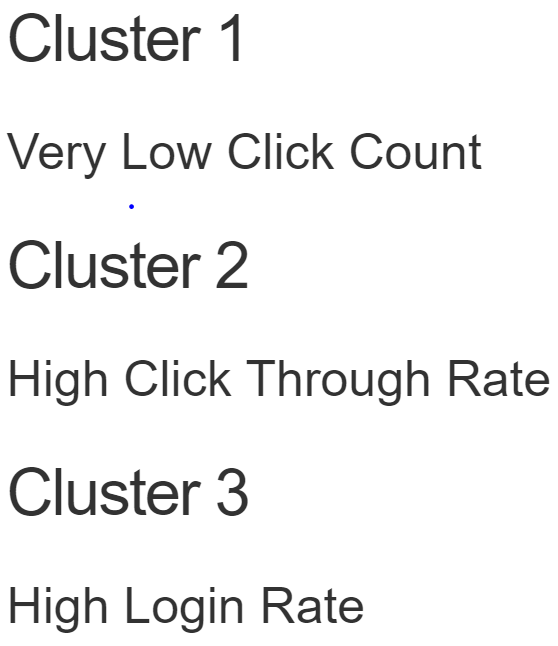 Cluster 1
Very Low Click Count
Cluster 2
High Click Through Rate
Cluster 3
High Login Rate